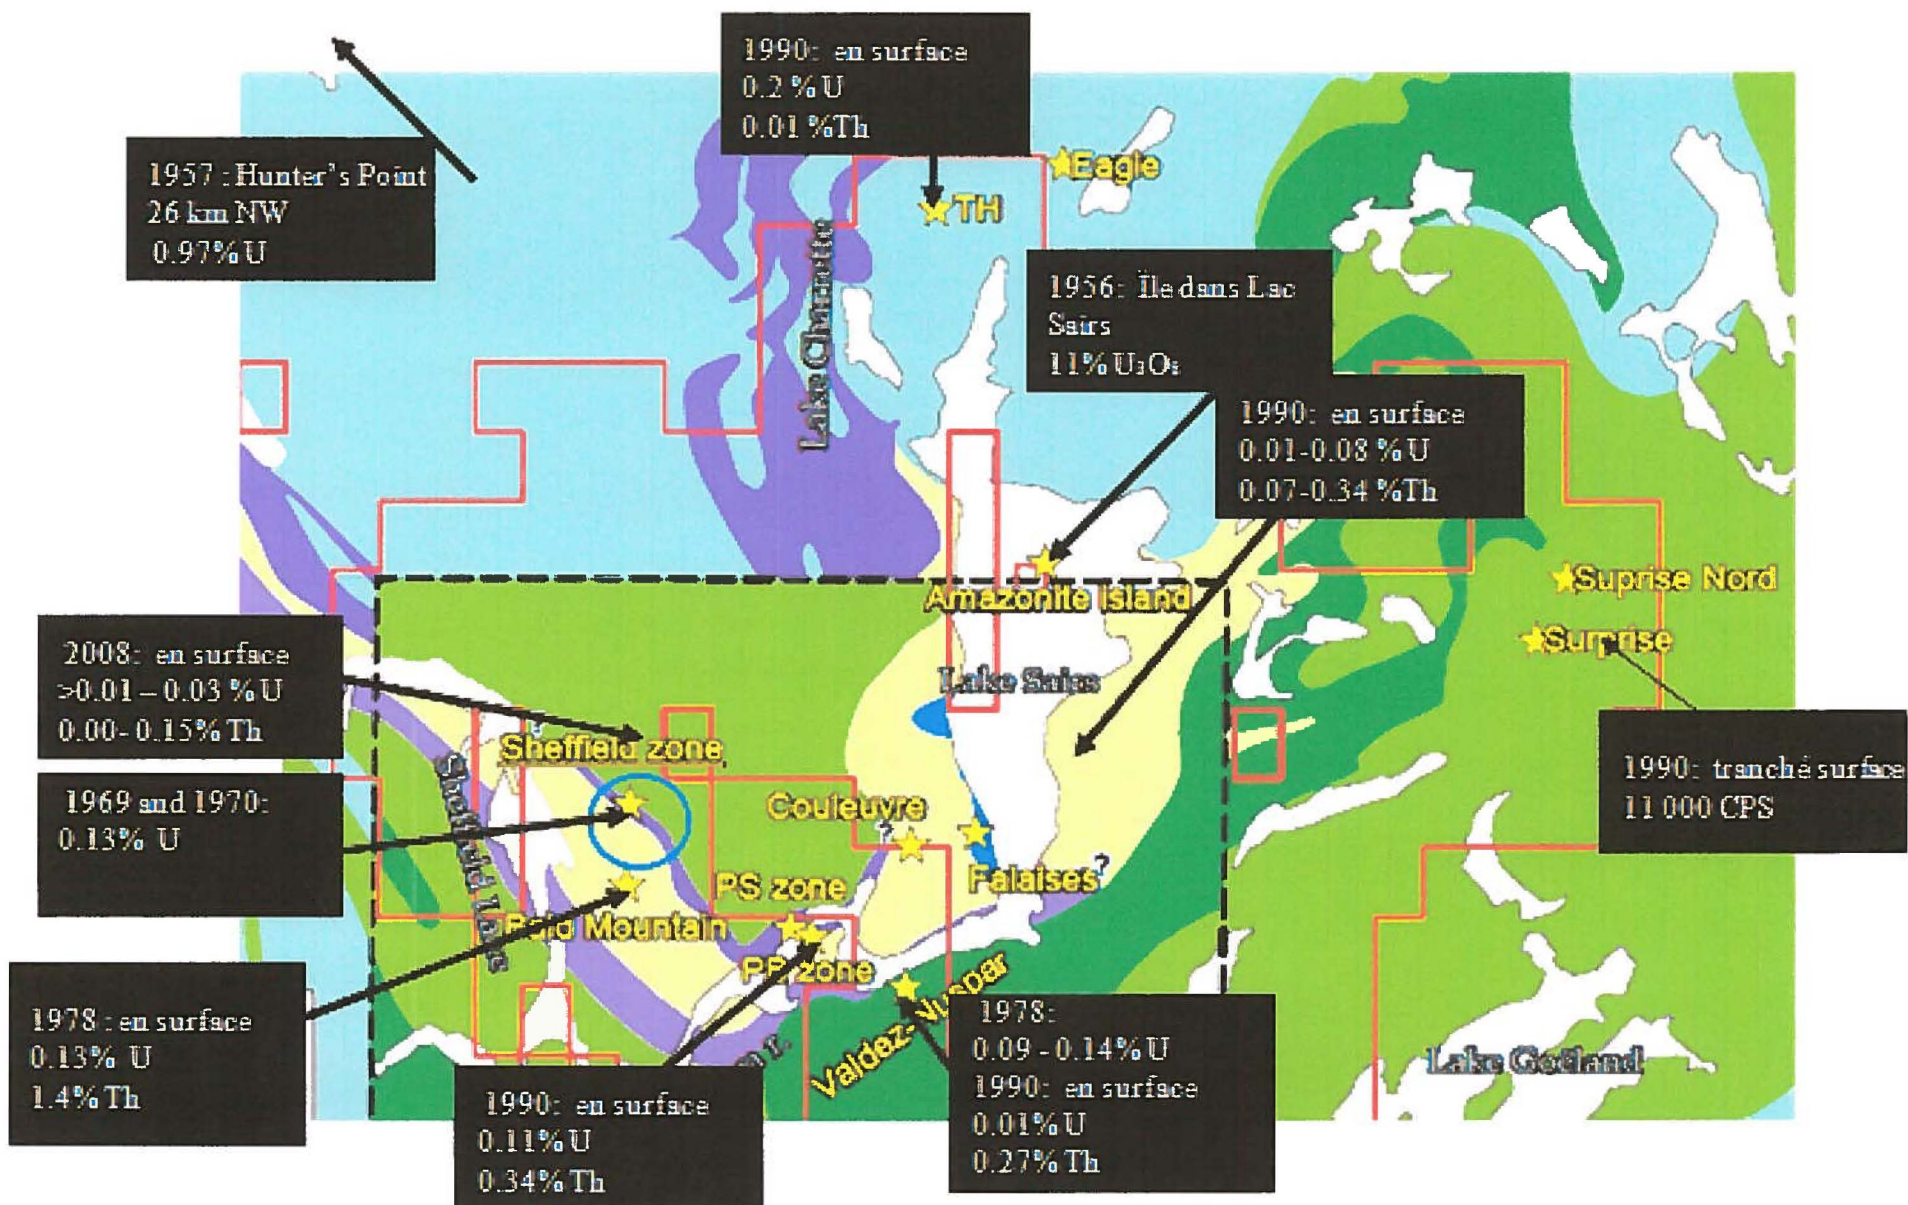 1990: en surface
0.2 % U
0.01 %Th
1957 : Hunter's Point
26 km NW
0.97% U
Eagle
TH
Lake Charrette
1956: Île dans Lac
Sairs
11% U₃O₈
1990: en surface
0.01-0.08 % U
0.07-0.34 %Th
Amazonite Island
Suprise Nord
Surprise
2008: en surface
>0.01 – 0.03 % U
0.00- 0.15% Th
Lake Sairs
Sheffield zone
1969 and 1970:
0.13% U
Sheffield Lake
1990: tranché surface
11 000 CPS
Couleuvre
?
Falaises
?
PS zone
Bald Mountain
PB zone
Valdez-Nuspar
1978 : en surface
0.13% U
1.4% Th
1990: en surface
0.11% U
0.34% Th
1978:
0.09 - 0.14% U
1990: en surface
0.01% U
0.27% Th
Lake Gotland